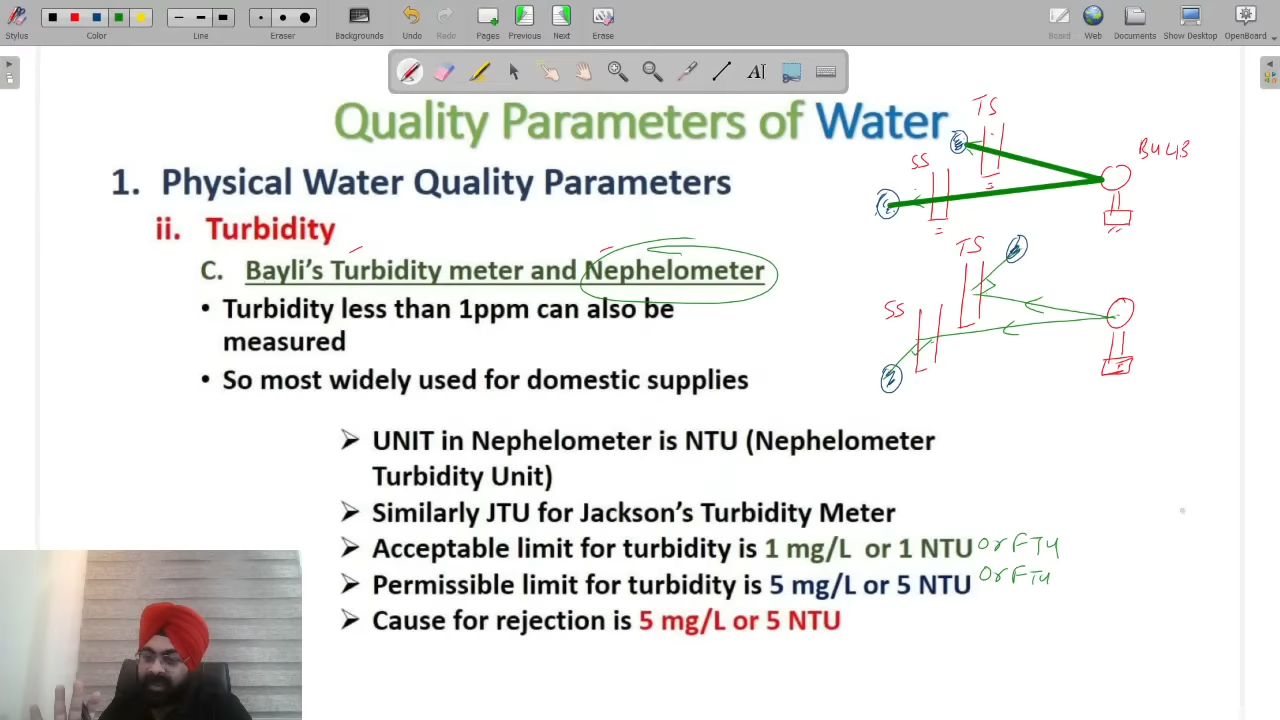 Stylus
Color
Line
Eraser
Backgrounds
Undo
Redo
Pages
Previous
Next
Erase
Board
Web
Documents
Show Desktop
OpenBoard
Quality Parameters of Water
1. Physical Water Quality Parameters
ii. Turbidity
C. Bayli's Turbidity meter and Nephelometer
• Turbidity less than 1ppm can also be
measured
• So most widely used for domestic supplies
➤ UNIT in Nephelometer is NTU (Nephelometer
Turbidity Unit)
➤ Similarly JTU for Jackson's Turbidity Meter
➤ Acceptable limit for turbidity is 1 mg/L or 1 NTU or FTU
➤ Permissible limit for turbidity is 5 mg/L or 5 NTU or FTU
➤ Cause for rejection is 5 mg/L or 5 NTU
TS
BULB
SS
TS
SS